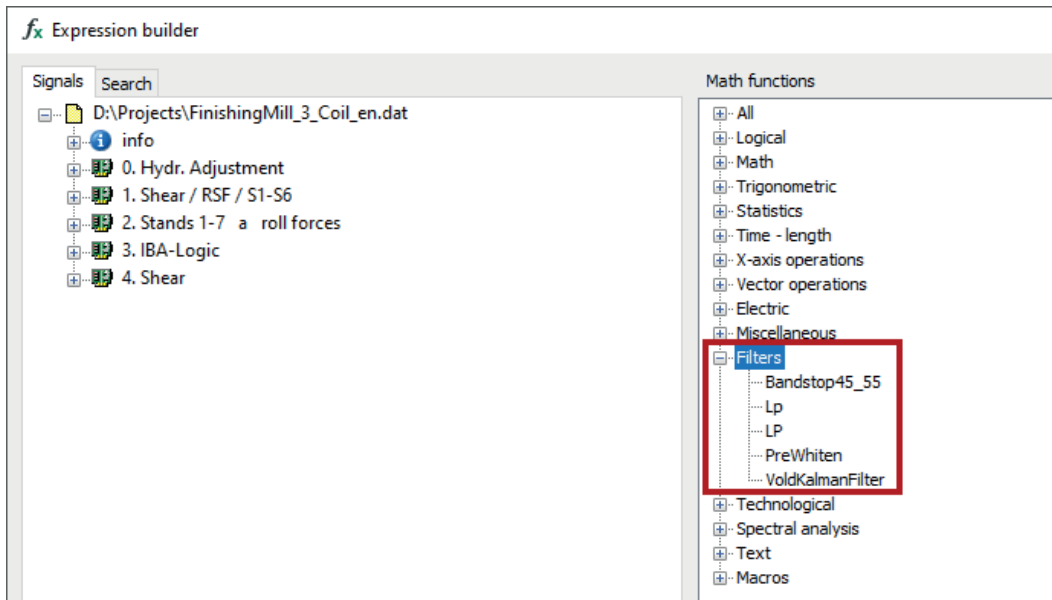 fx Expression builder
Signals Search
D:\Projects\FinishingMill_3_Coil_en.dat
info
0. Hydr. Adjustment
1. Shear / RSF / S1-S6
2. Stands 1-7 a roll forces
3. IBA-Logic
4. Shear
Math functions
All
Logical
Math
Trigonometric
Statistics
Time - length
X-axis operations
Vector operations
Electric
Miscellaneous
Filters
Bandstop45_55
Lp
LP
PreWhiten
VoldKalmanFilter
Technological
Spectral analysis
Text
Macros